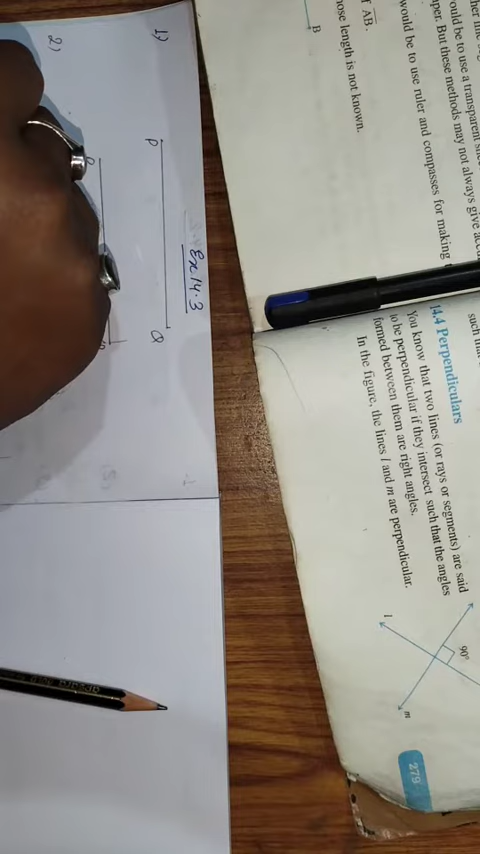 Ex 14.3
1)
P
Q
2)
B
f AB.
nose length is not known.
would be to use a transparent
per. But these methods may not always give
would be to use ruler and compasses for making
such
14.4 Perpendiculars
You know that two lines (or rays or segments) are said
to be perpendicular if they intersect such that the angles
formed between them are right angles.
In the figure, the lines l and m are perpendicular.
90°
l
m
279